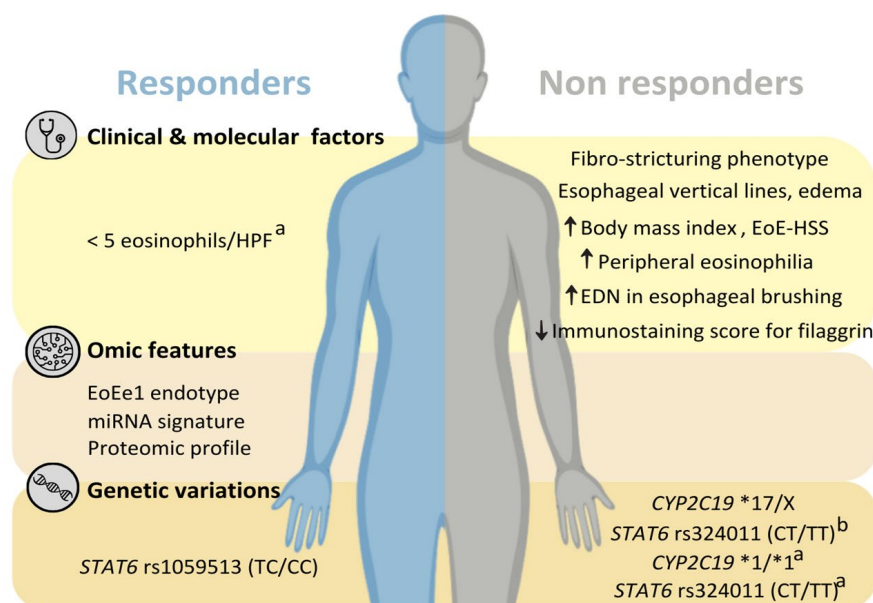 Responders
Non responders
Clinical & molecular factors
< 5 eosinophils/HPFa
Fibro-stricturing phenotype
Esophageal vertical lines, edema
↑ Body mass index , EoE-HSS
↑ Peripheral eosinophilia
↑ EDN in esophageal brushing
↓ Immunostaining score for filaggrin
Omic features
EoEe1 endotype
miRNA signature
Proteomic profile
Genetic variations
STAT6 rs1059513 (TC/CC)
CYP2C19 *17/X
STAT6 rs324011 (CT/TT)b
CYP2C19 *1/*1a
STAT6 rs324011 (CT/TT)a